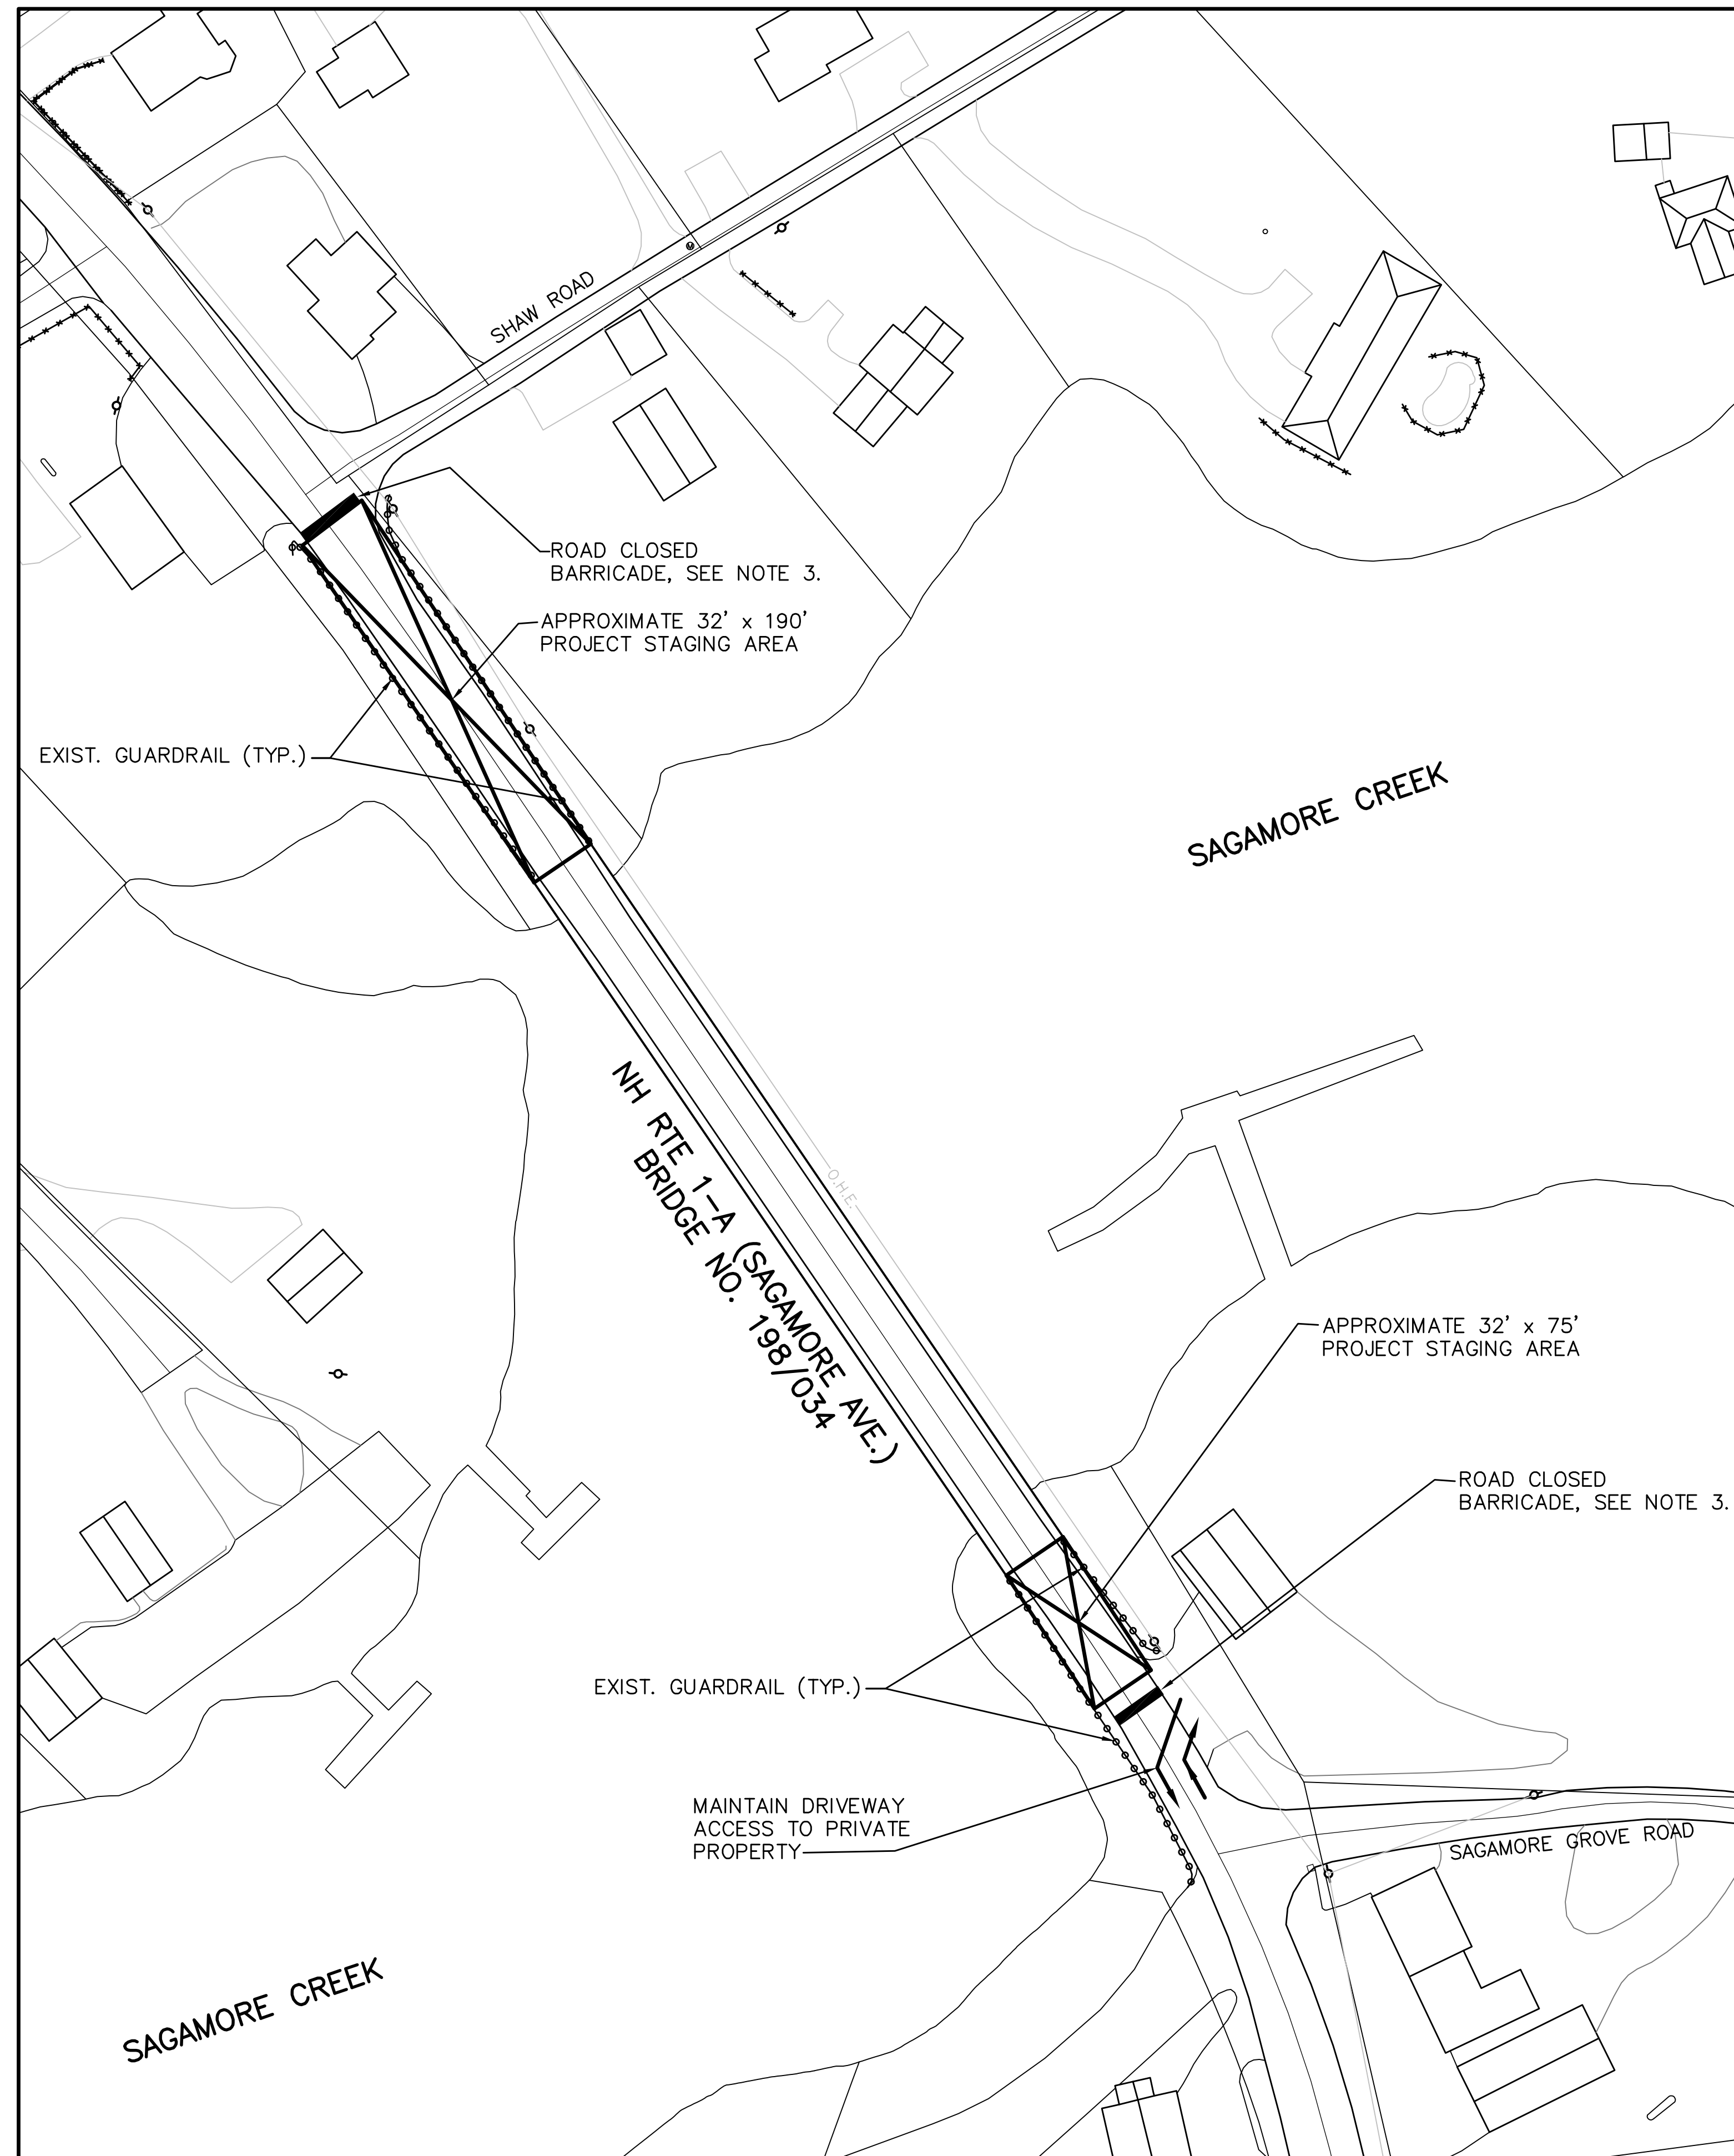 SHAW ROAD
ROAD CLOSED
BARRICADE, SEE NOTE 3.
APPROXIMATE 32' x 190'
PROJECT STAGING AREA
EXIST. GUARDRAIL (TYP.)
SAGAMORE CREEK
NH RTE 1-A (SAGAMORE AVE.)
BRIDGE NO. 198/034
O.H.E.
APPROXIMATE 32' x 75'
PROJECT STAGING AREA
ROAD CLOSED
BARRICADE, SEE NOTE 3.
EXIST. GUARDRAIL (TYP.)
MAINTAIN DRIVEWAY
ACCESS TO PRIVATE
PROPERTY
SAGAMORE GROVE ROAD
SAGAMORE CREEK